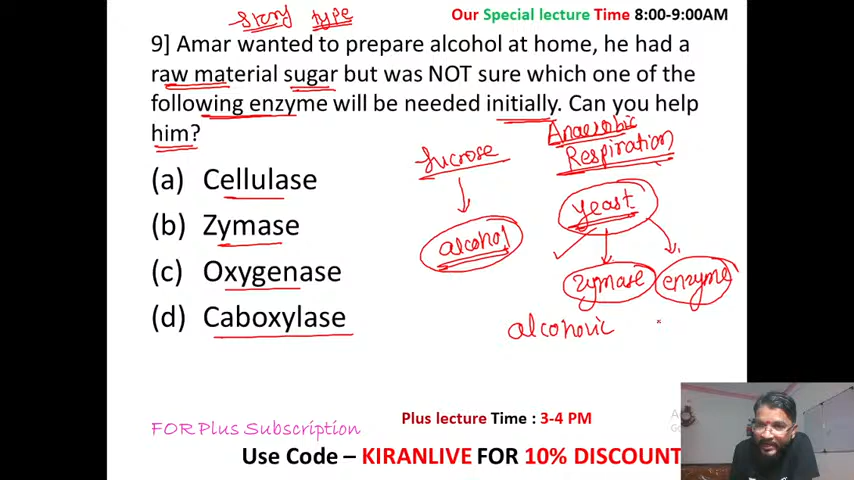 story type
Our Special lecture Time 8:00-9:00AM
9] Amar wanted to prepare alcohol at home, he had a
raw material sugar but was NOT sure which one of the
following enzyme will be needed initially. Can you help
him?
Anaerobic
Respiration
Sucrose
(a) Cellulase
(b) Zymase
(c) Oxygenase
(d) Caboxylase
yeast
alcohol
zymase enzyme
alcohovic
FOR Plus Subscription
Plus lecture Time : 3-4 PM
Use Code – KIRANLIVE FOR 10% DISCOUNT